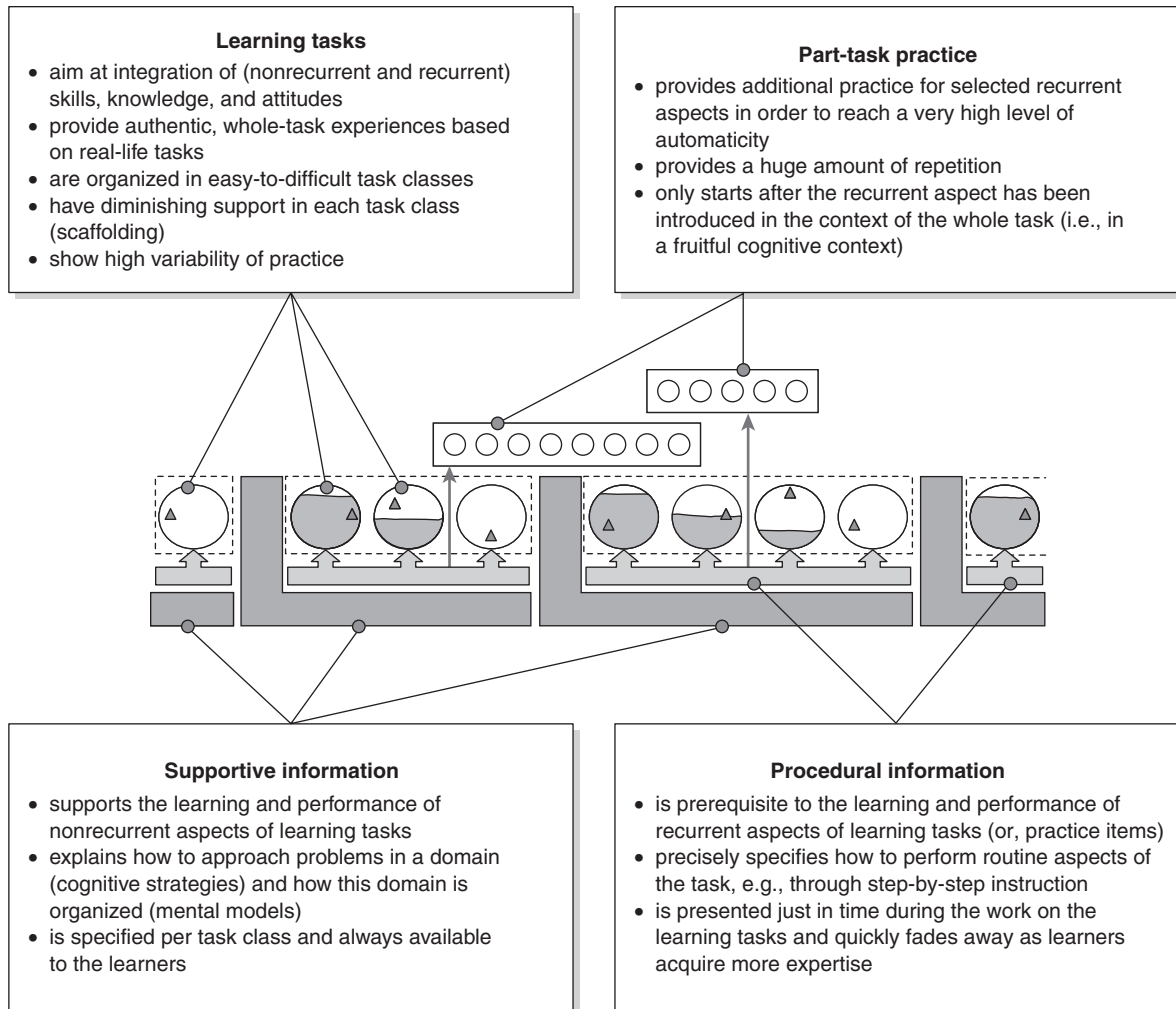 Learning tasks
• aim at integration of (nonrecurrent and recurrent)
skills, knowledge, and attitudes
• provide authentic, whole-task experiences based
on real-life tasks
• are organized in easy-to-difficult task classes
• have diminishing support in each task class
(scaffolding)
• show high variability of practice
Part-task practice
• provides additional practice for selected recurrent
aspects in order to reach a very high level of
automaticity
• provides a huge amount of repetition
• only starts after the recurrent aspect has been
introduced in the context of the whole task (i.e., in
a fruitful cognitive context)
Supportive information
• supports the learning and performance of
nonrecurrent aspects of learning tasks
• explains how to approach problems in a domain
(cognitive strategies) and how this domain is
organized (mental models)
• is specified per task class and always available
to the learners
Procedural information
• is prerequisite to the learning and performance of
recurrent aspects of learning tasks (or, practice items)
• precisely specifies how to perform routine aspects of
the task, e.g., through step-by-step instruction
• is presented just in time during the work on the
learning tasks and quickly fades away as learners
acquire more expertise